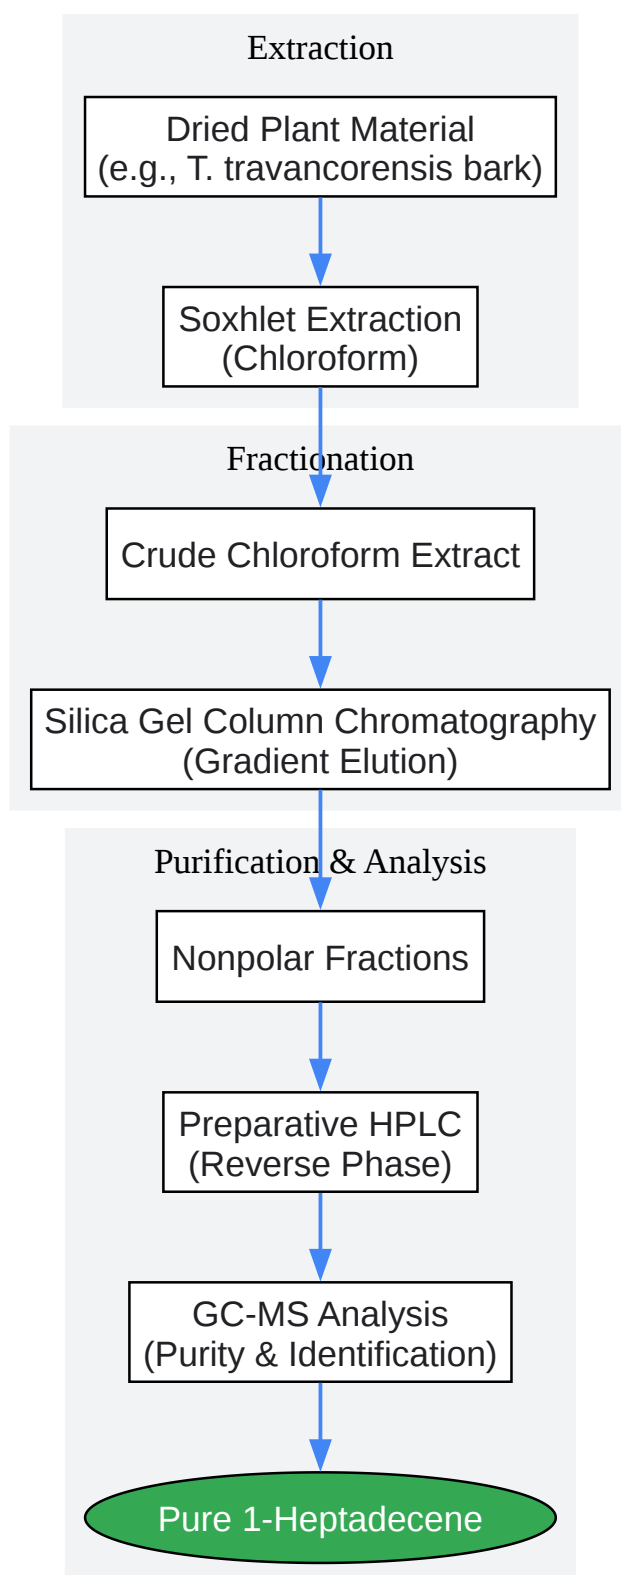 Extraction
Dried Plant Material
(e.g., T. travancorensis bark)
Soxhlet Extraction
(Chloroform)
Fractionation
Crude Chloroform Extract
Silica Gel Column Chromatography
(Gradient Elution)
Purification & Analysis
Nonpolar Fractions
Preparative HPLC
(Reverse Phase)
GC-MS Analysis
(Purity & Identification)
Pure 1-Heptadecene